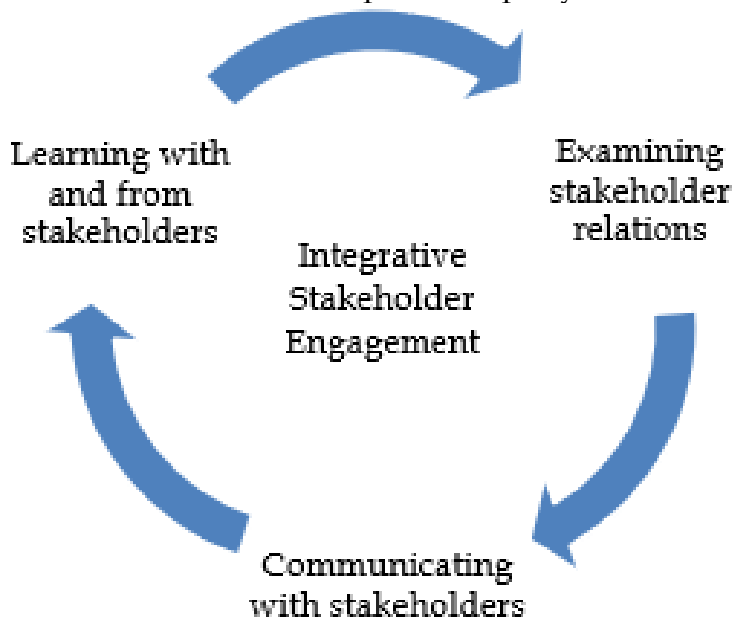 Learning with
and from
stakeholders
Examining
stakeholder
relations
Integrative
Stakeholder
Engagement
Communicating
with stakeholders